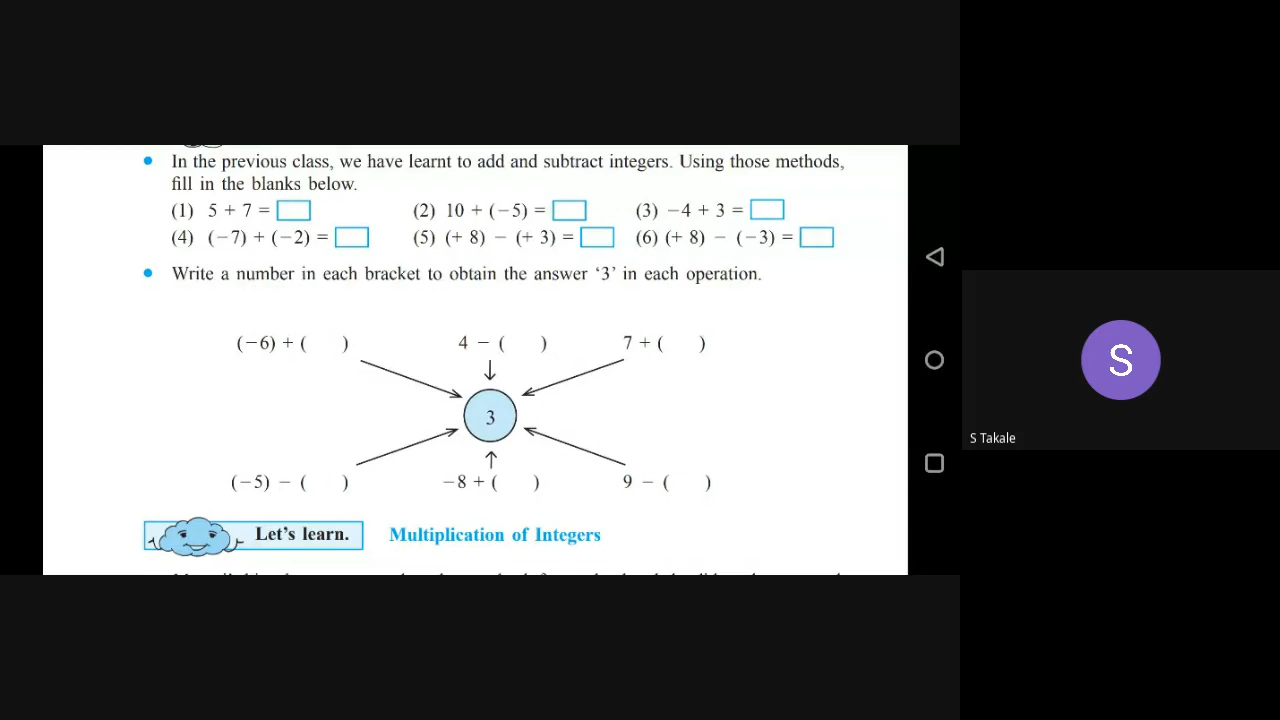 • In the previous class, we have learnt to add and subtract integers. Using those methods,
fill in the blanks below.
(1) 5 + 7 =
(2) 10 + (−5) =
(3) −4 + 3 =
(4) (−7) + (−2) =
(5) (+ 8) − (+ 3) =
(6) (+ 8) − (−3) =
• Write a number in each bracket to obtain the answer ‘3’ in each operation.
(−6) + ( )
4 − ( )
7 + ( )
3
(−5) − ( )
−8 + ( )
9 − ( )
Let’s learn.
Multiplication of Integers
S
S Takale